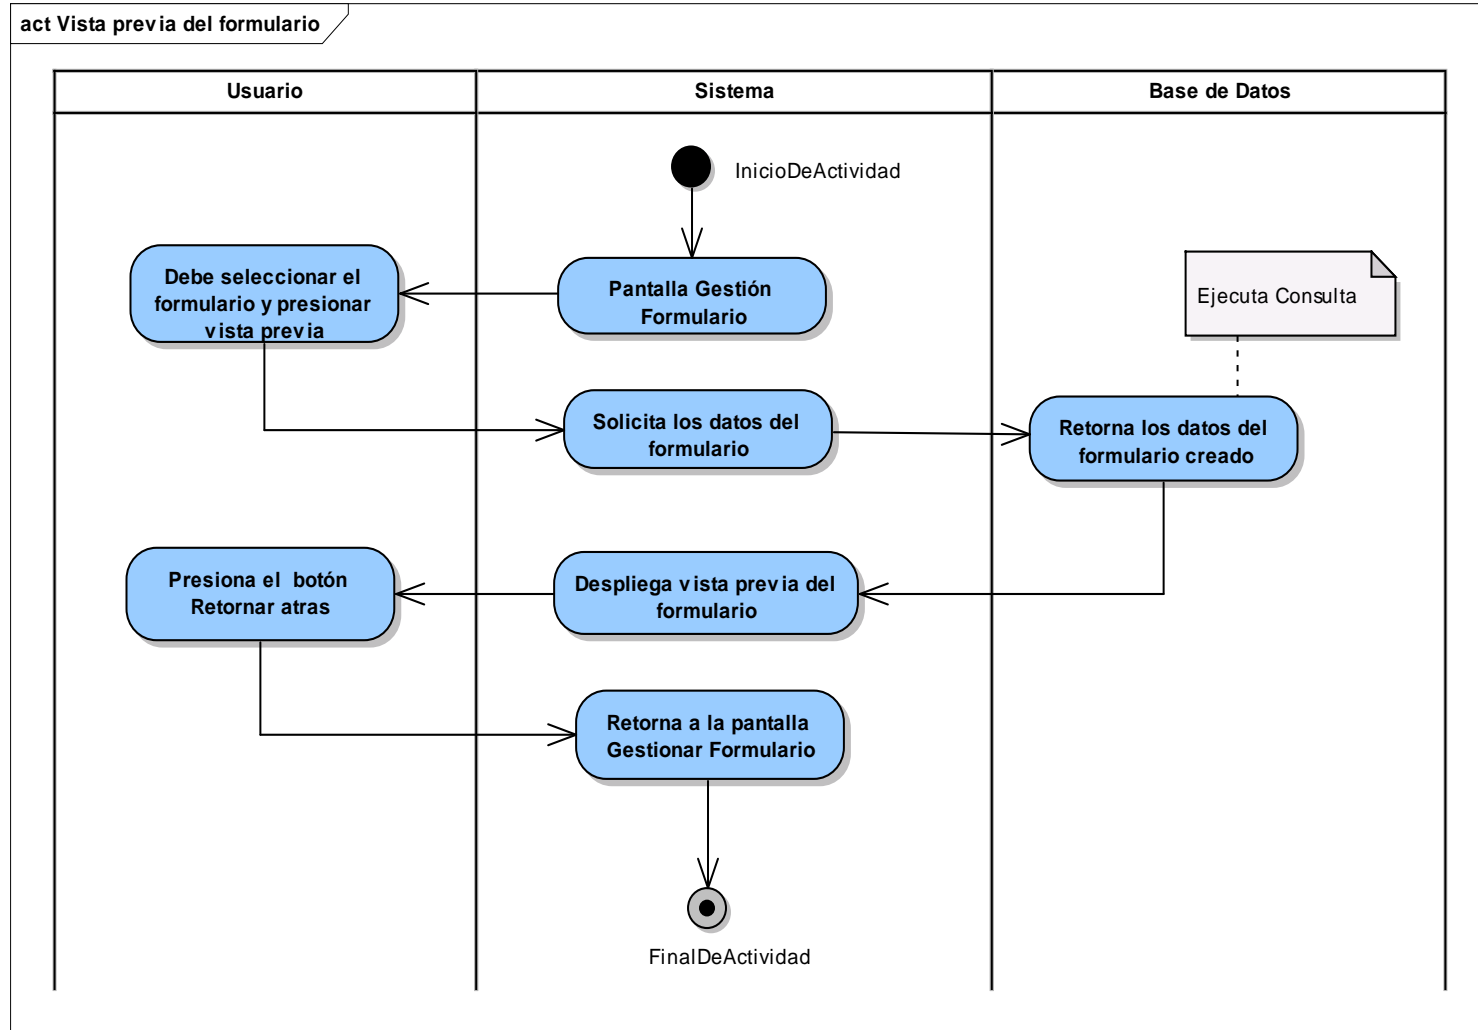 act Vista previa del formulario
Usuario
Sistema
Base de Datos
InicioDeActividad
Debe seleccionar el
formulario y presionar
vista previa
Pantalla Gestión
Formulario
Ejecuta Consulta
Solicita los datos del
formulario
Retorna los datos del
formulario creado
Presiona el botón
Retornar atras
Despliega vista previa del
formulario
Retorna a la pantalla
Gestionar Formulario
FinalDeActividad